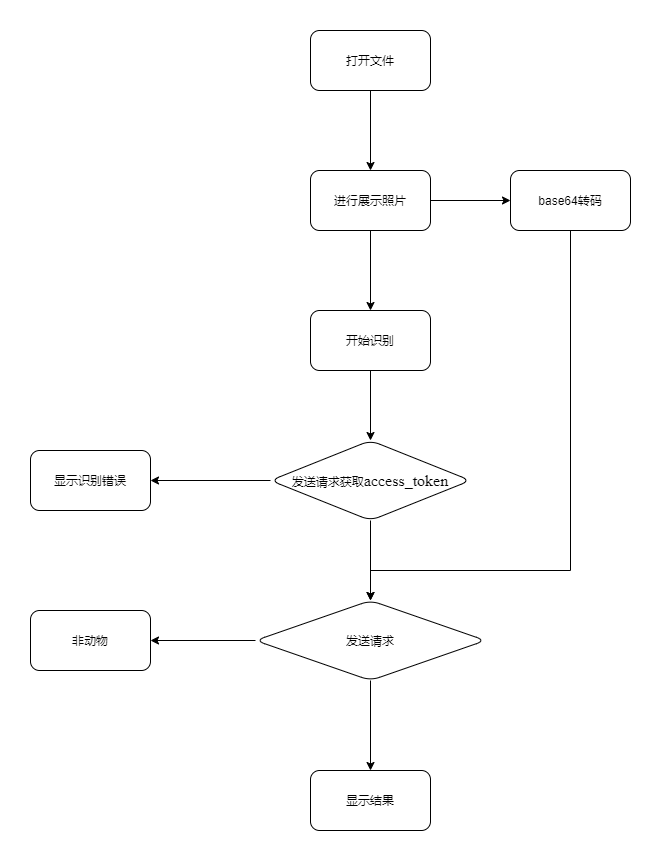 打开文件
进行展示照片
base64转码
开始识别
显示识别错误
发送请求获取access_token
非动物
发送请求
显示结果